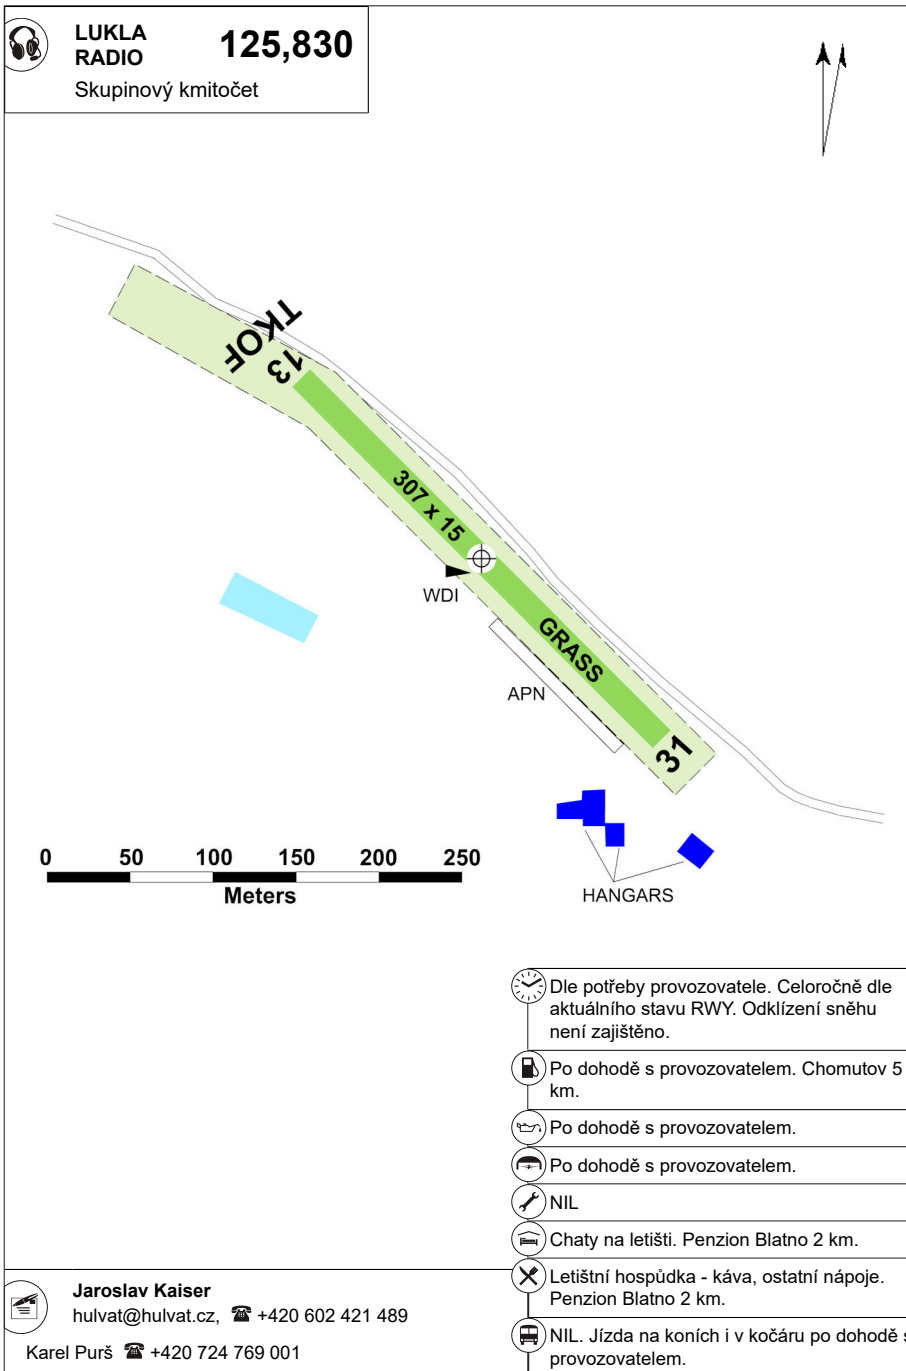 LUKLA
RADIO
125,830
Skupinový kmitočet
TKOF
13
307 x 15
WDI
GRASS
APN
31
0 50 100 150 200 250
Meters
HANGARS
Dle potřeby provozovatele. Celoročně dle
aktuálního stavu RWY. Odklízení sněhu
není zajištěno.
Po dohodě s provozovatelem. Chomutov 5
km.
Po dohodě s provozovatelem.
Po dohodě s provozovatelem.
NIL
Chaty na letišti. Penzion Blatno 2 km.
Letištní hospůdka - káva, ostatní nápoje.
Penzion Blatno 2 km.
NIL. Jízda na koních i v kočáru po dohodě s
provozovatelem.
Jaroslav Kaiser
hulvat@hulvat.cz, ☎ +420 602 421 489
Karel Purš ☎ +420 724 769 001